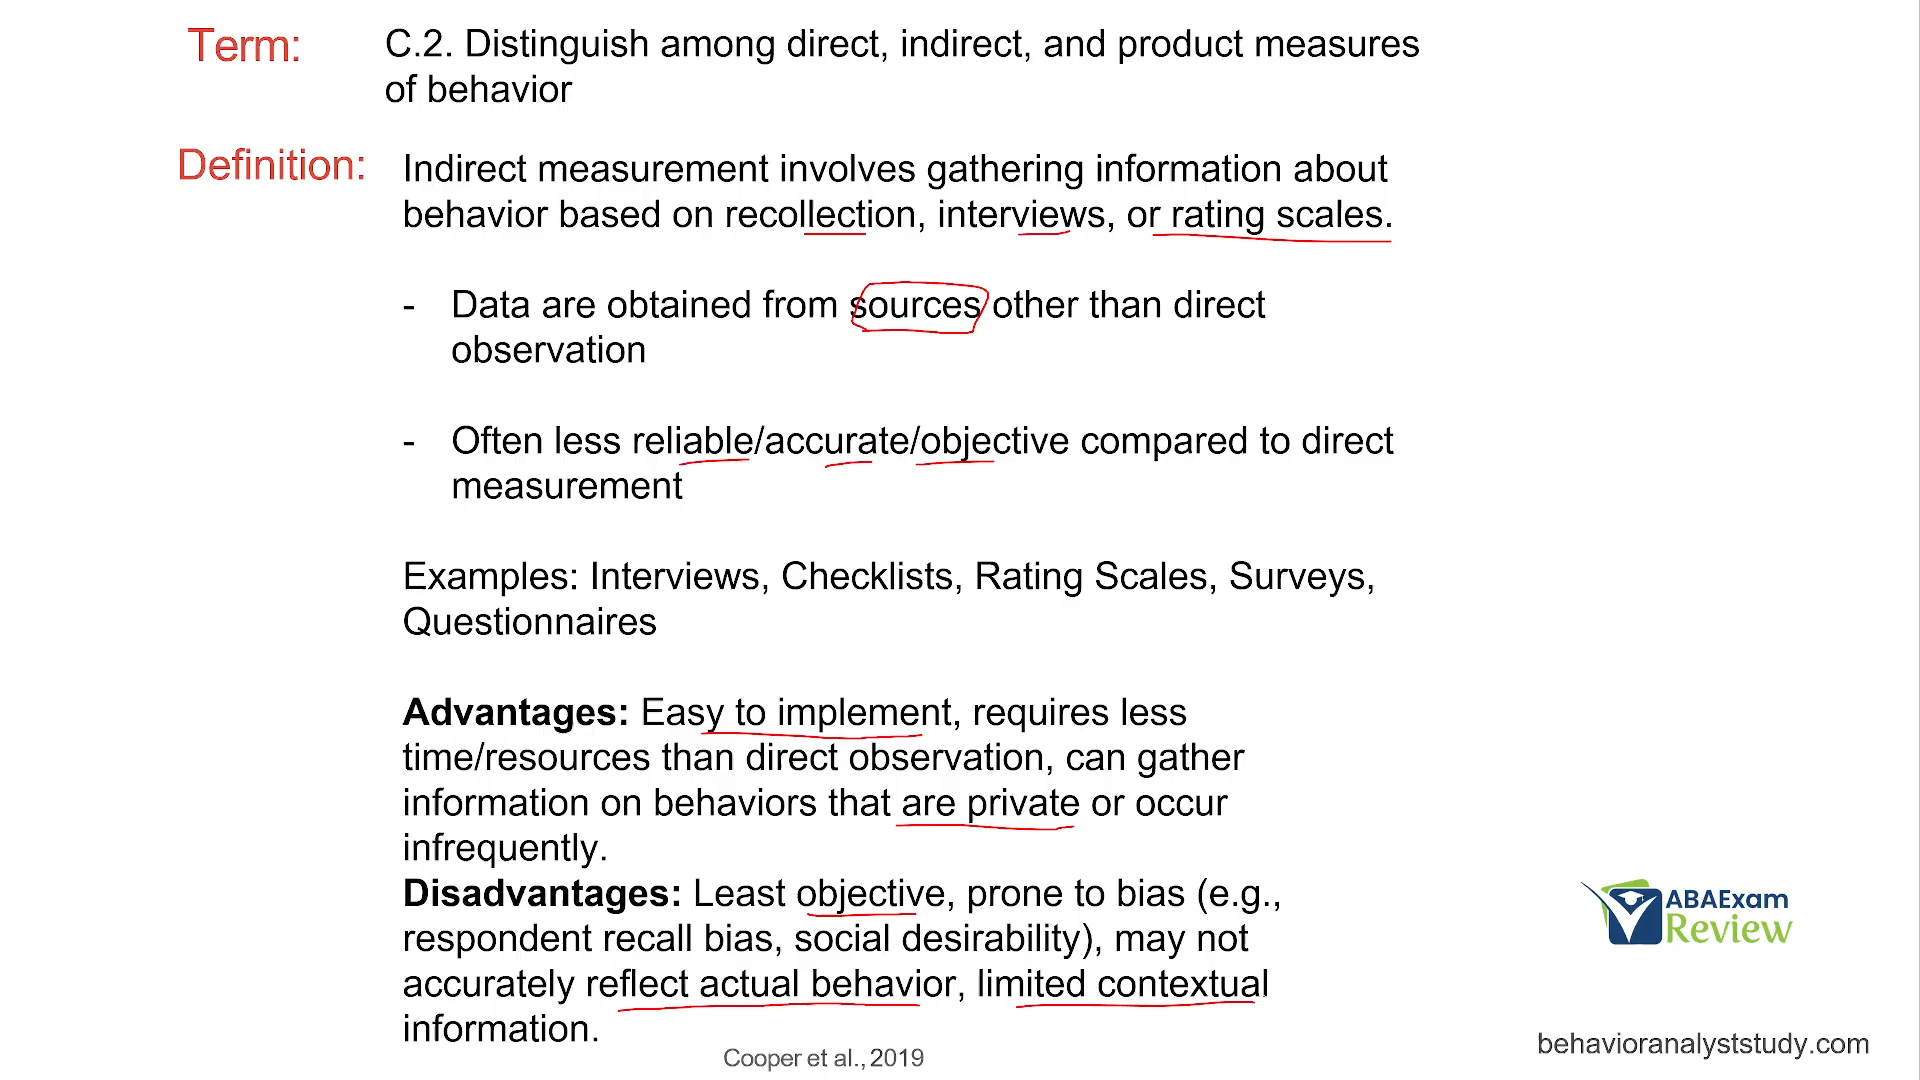 Term:
C.2. Distinguish among direct, indirect, and product measures
of behavior
Definition:
Indirect measurement involves gathering information about
behavior based on recollection, interviews, or rating scales.
- Data are obtained from sources other than direct
observation
- Often less reliable/accurate/objective compared to direct
measurement
Examples: Interviews, Checklists, Rating Scales, Surveys,
Questionnaires
Advantages: Easy to implement, requires less
time/resources than direct observation, can gather
information on behaviors that are private or occur
infrequently.
Disadvantages: Least objective, prone to bias (e.g.,
respondent recall bias, social desirability), may not
accurately reflect actual behavior, limited contextual
information.
Cooper et al., 2019
ABAExam
Review
behavioranalyststudy.com